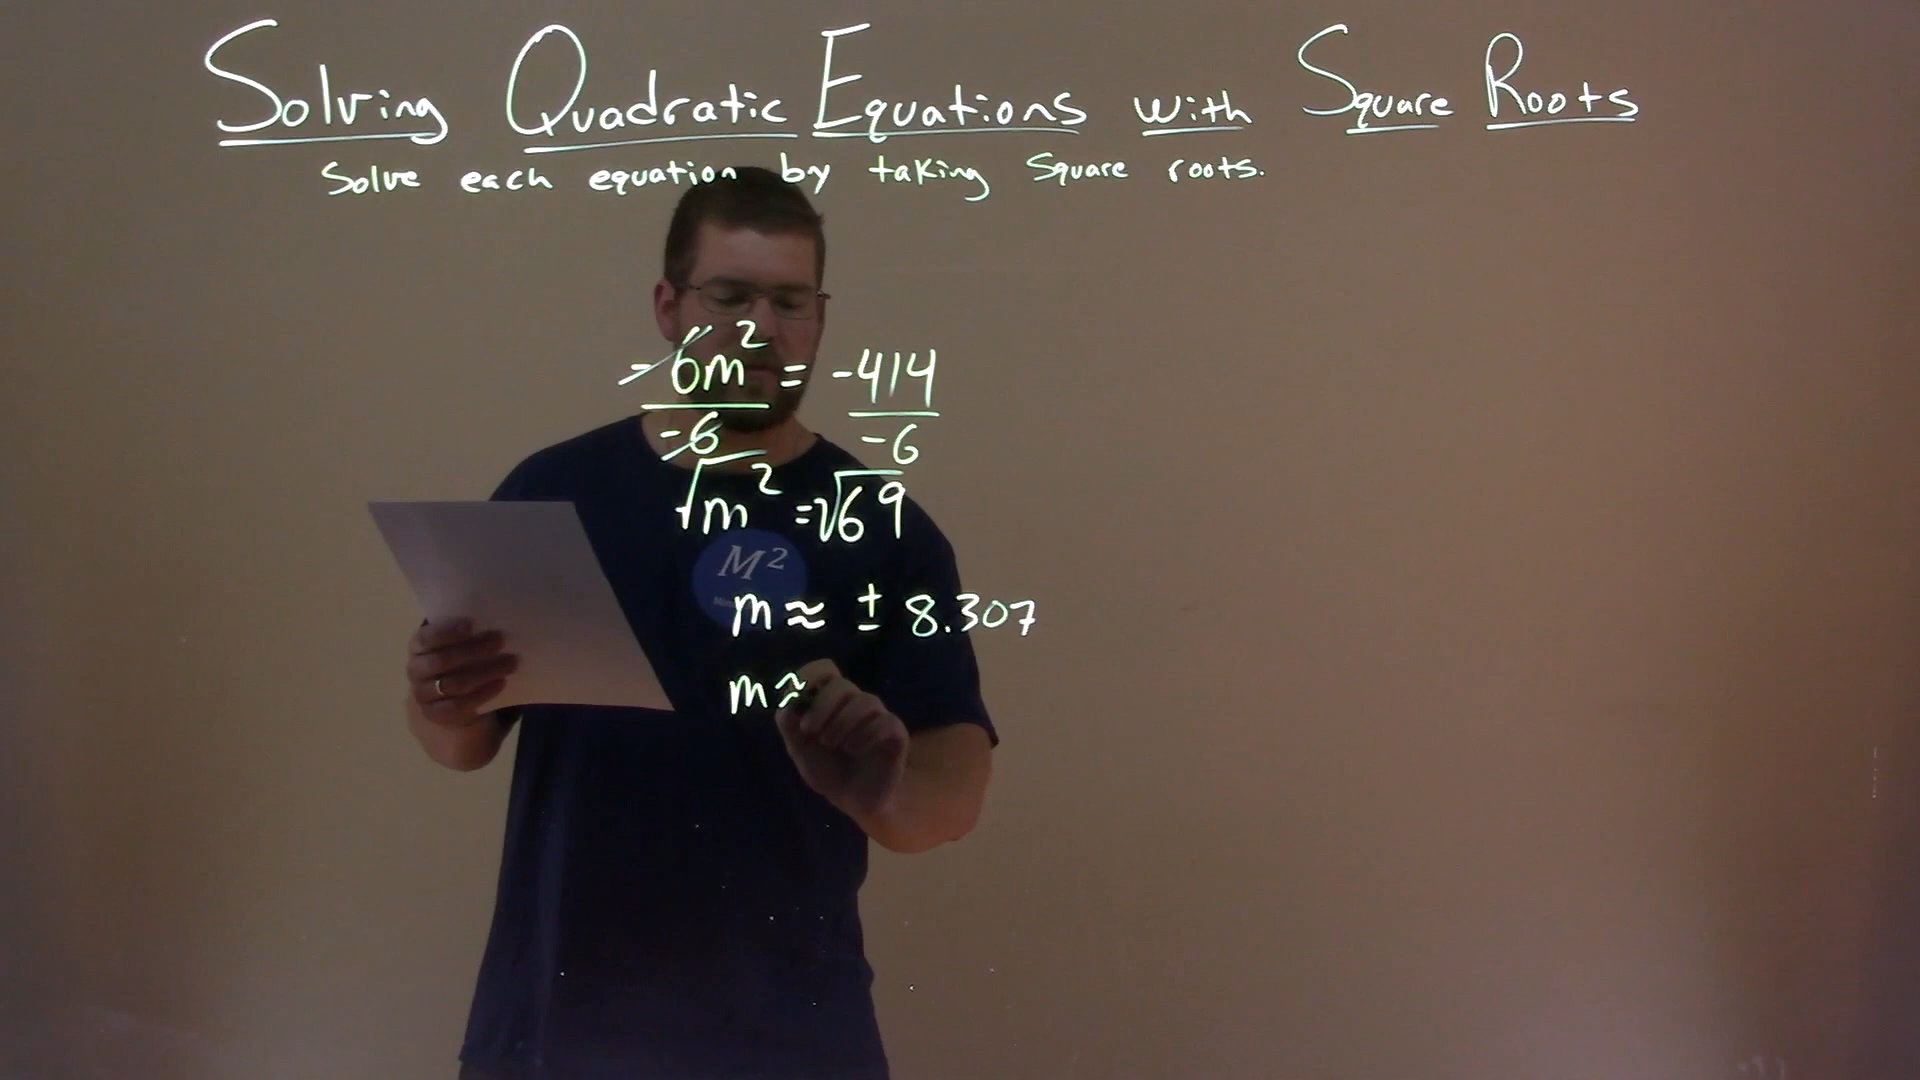 Solving Quadratic Equations with Square Roots
Solve each equation by taking Square roots.
-6m² = -414
-6 -6
√m² = √69
M²
m ≈ ± 8.307
m ≈